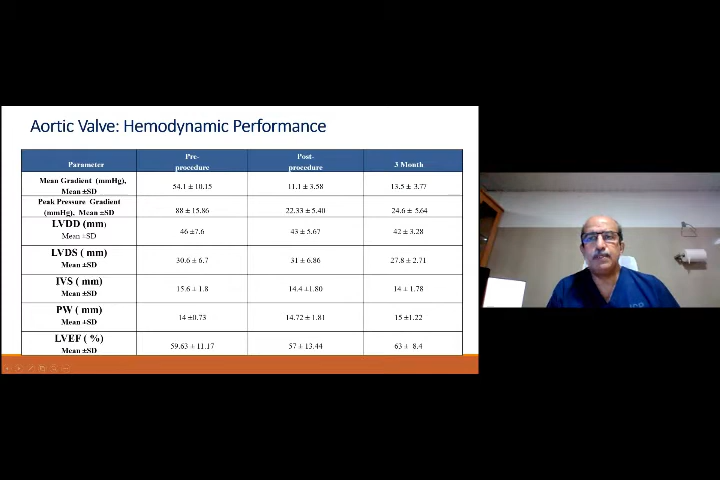 Aortic Valve: Hemodynamic Performance
Parameter
Pre-
procedure
Post-
procedure
3 Month
Mean Gradient (mmHg),
Mean ±SD
54.1 ± 10.15
11.1 ± 3.58
13.5 ± 3.77
Peak Pressure Gradient
(mmHg), Mean ±SD
88 ± 15.86
22.33 ± 5.40
24.6 ± 5.64
LVDD (mm)
Mean ±SD
46 ±7.6
43 ± 5.67
42 ± 3.28
LVDS ( mm)
Mean ±SD
30.6 ± 6.7
31 ± 6.86
27.8 ± 2.71
IVS ( mm)
Mean ±SD
15.6 ± 1.8
14.4 ±1.80
14 ± 1.78
PW ( mm)
Mean ±SD
14 ±0.73
14.72 ± 1.81
15 ±1.22
LVEF ( %)
Mean ±SD
59.63 ± 11.17
57 ± 13.44
63 ± 8.4